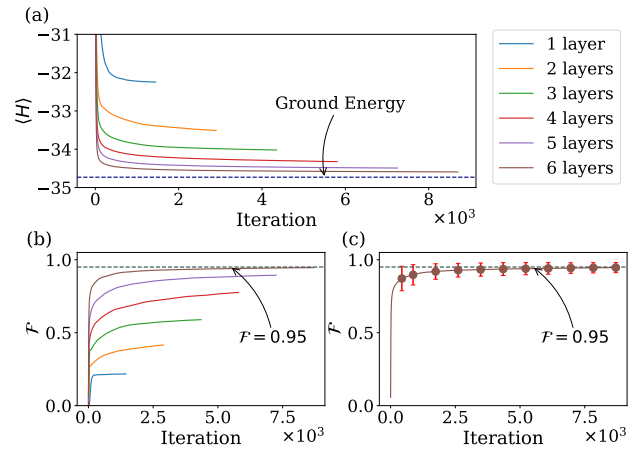 (a)
−31
−32
−33
−34
−35
⟨H⟩
Ground Energy
0
2
4
6
8
Iteration
×10³
1 layer
2 layers
3 layers
4 layers
5 layers
6 layers
(b)
1.0
0.5
0.0
ℱ
ℱ = 0.95
0.0
2.5
5.0
7.5
Iteration
×10³
(c)
1.0
0.5
0.0
ℱ
ℱ = 0.95
0.0
2.5
5.0
7.5
Iteration
×10³